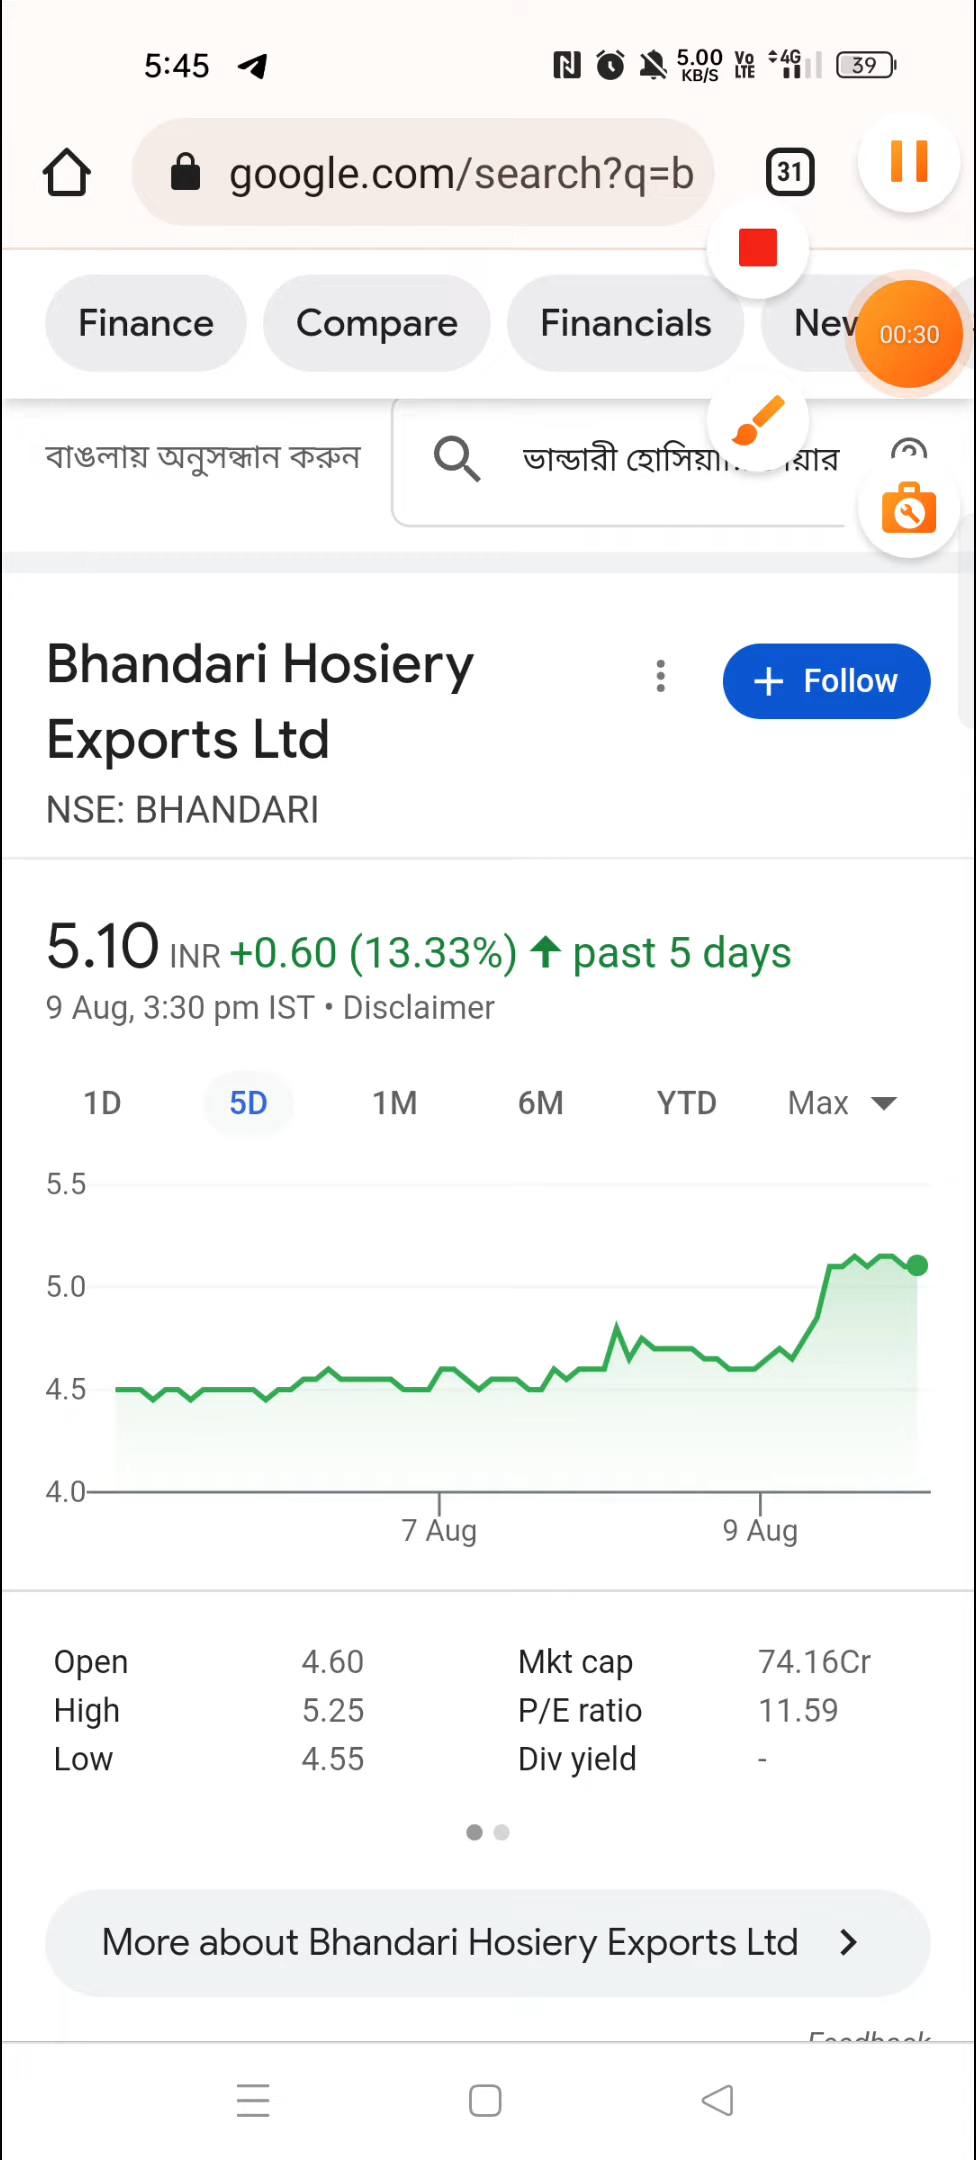 5:45 5.00 KB/S Vo LTE 4G 39
google.com/search?q=b 31
Finance Compare Financials 00:30
বাঙলায় অনুসন্ধান করুন ভান্ডারী
Bhandari Hosiery
Exports Ltd
+ Follow
NSE: BHANDARI
5.10 INR +0.60 (13.33%) ↑ past 5 days
9 Aug, 3:30 pm IST • Disclaimer
1D 5D 1M 6M YTD Max
5.5
5.0
4.5
4.0
7 Aug 9 Aug
Open 4.60 Mkt cap 74.16Cr
High 5.25 P/E ratio 11.59
Low 4.55 Div yield -
More about Bhandari Hosiery Exports Ltd >
Feedback